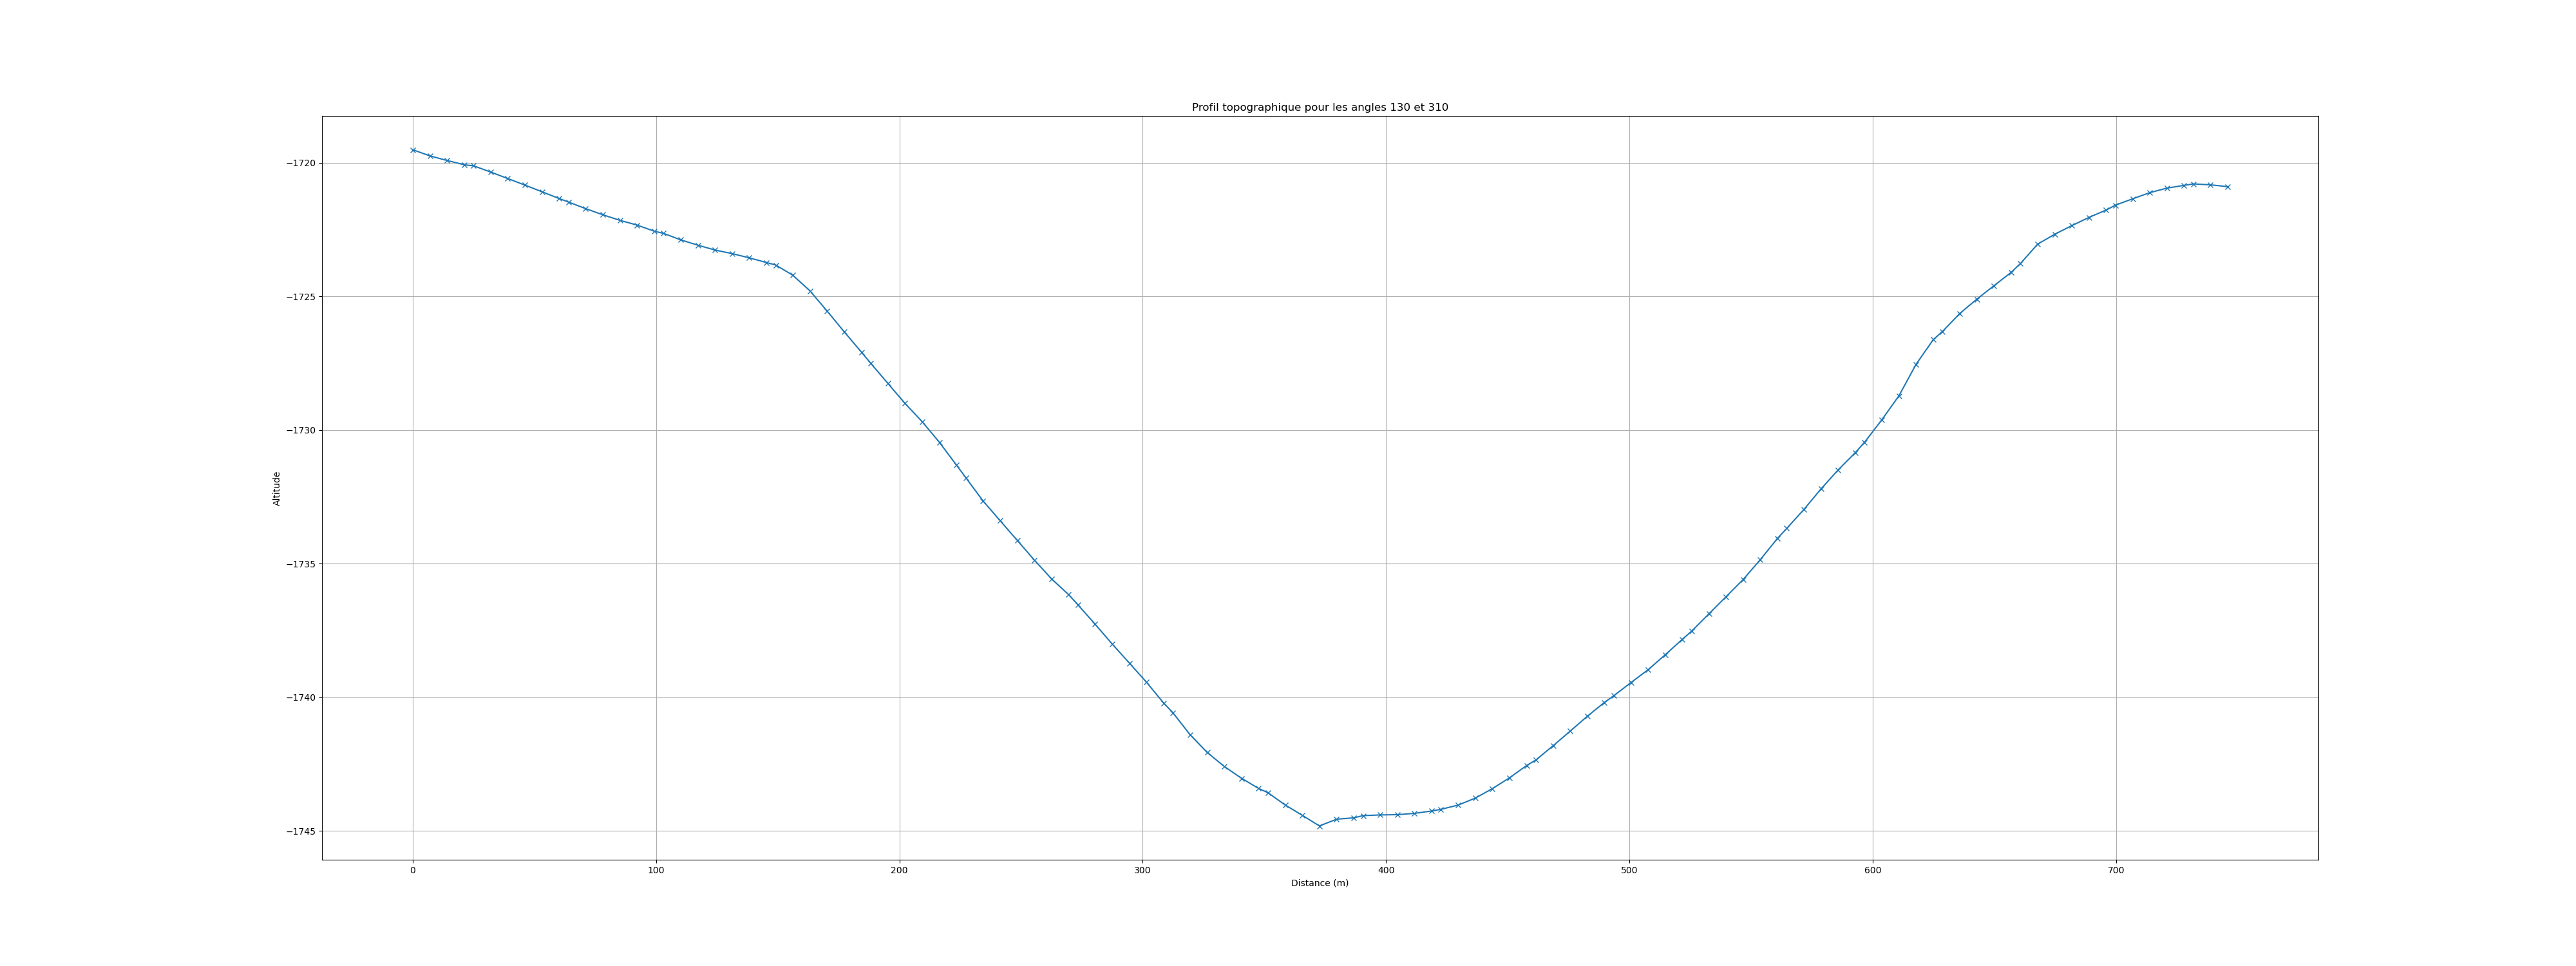 Profil topographique pour les angles 130 et 310
−1720
−1725
−1730
−1735
−1740
−1745
Altitude
0 100 200 300 400 500 600 700
Distance (m)